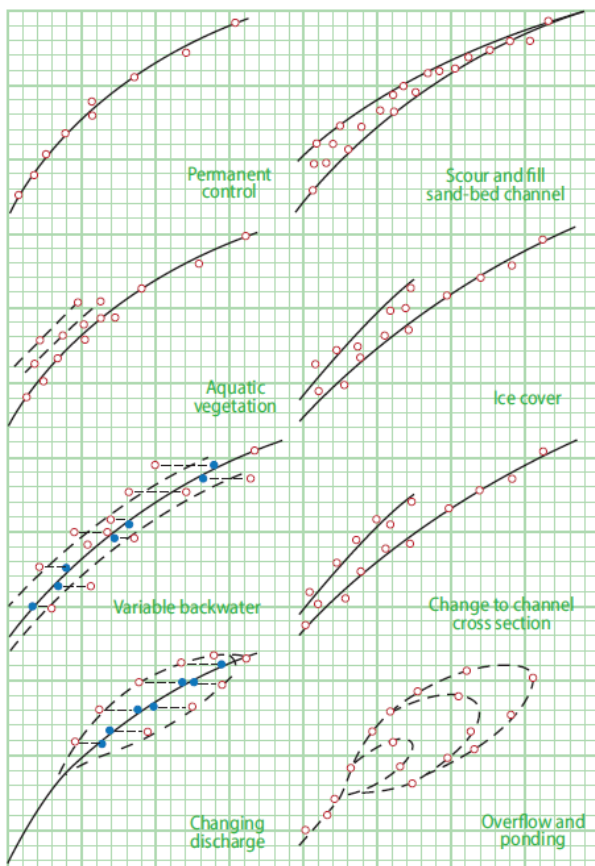 Permanent
control
Scour and fill
sand-bed channel
Aquatic
vegetation
Ice cover
Variable backwater
Change to channel
cross section
Changing
discharge
Overflow and
ponding